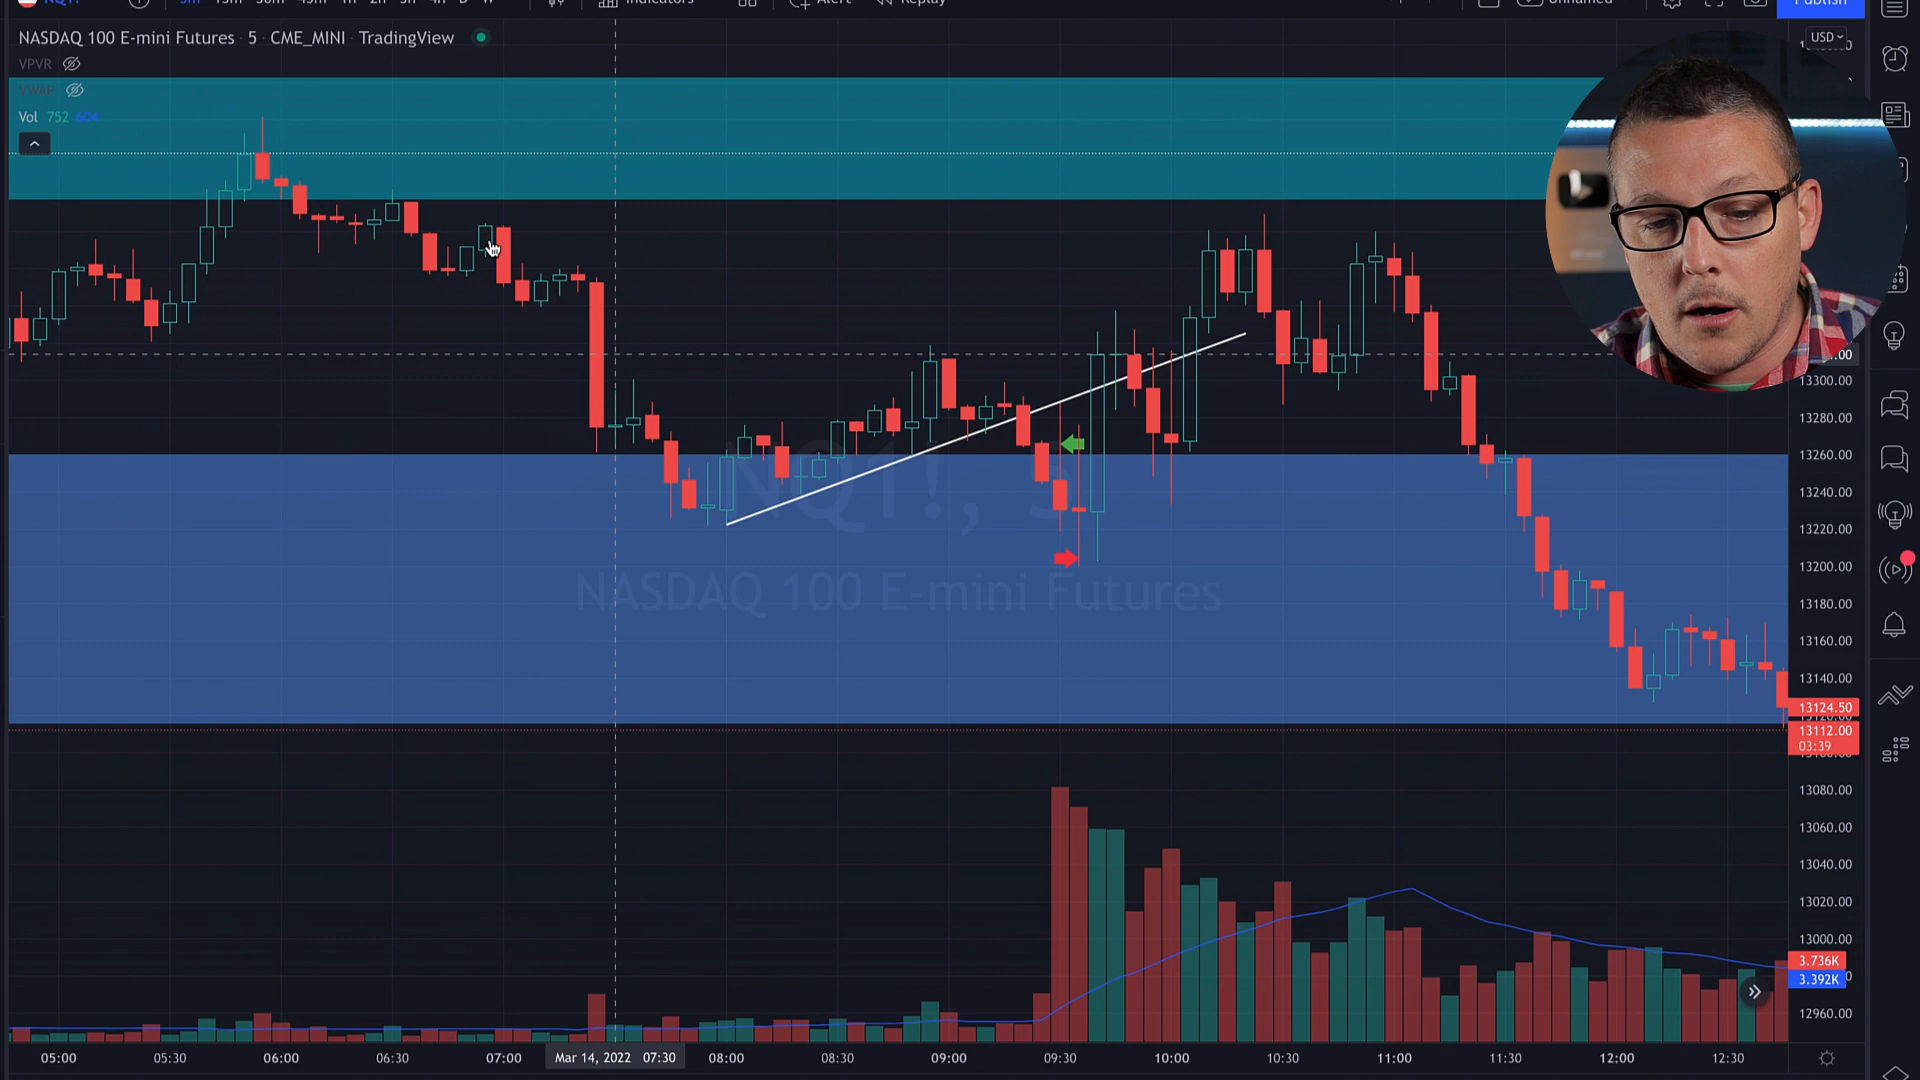 Publish
NASDAQ 100 E-mini Futures · 5 · CME_MINI · TradingView
USD
VPVR
VWAP
Vol 752 604
NQ1!, 5
NASDAQ 100 E-mini Futures
13300.00
13280.00
13260.00
13240.00
13220.00
13200.00
13180.00
13160.00
13140.00
13124.50
13112.00
03:39
13080.00
13060.00
13040.00
13020.00
13000.00
3.736K
3.392K
12960.00
05:00 05:30 06:00 06:30 07:00 Mar 14, 2022 07:30 08:00 08:30 09:00 09:30 10:00 10:30 11:00 11:30 12:00 12:30